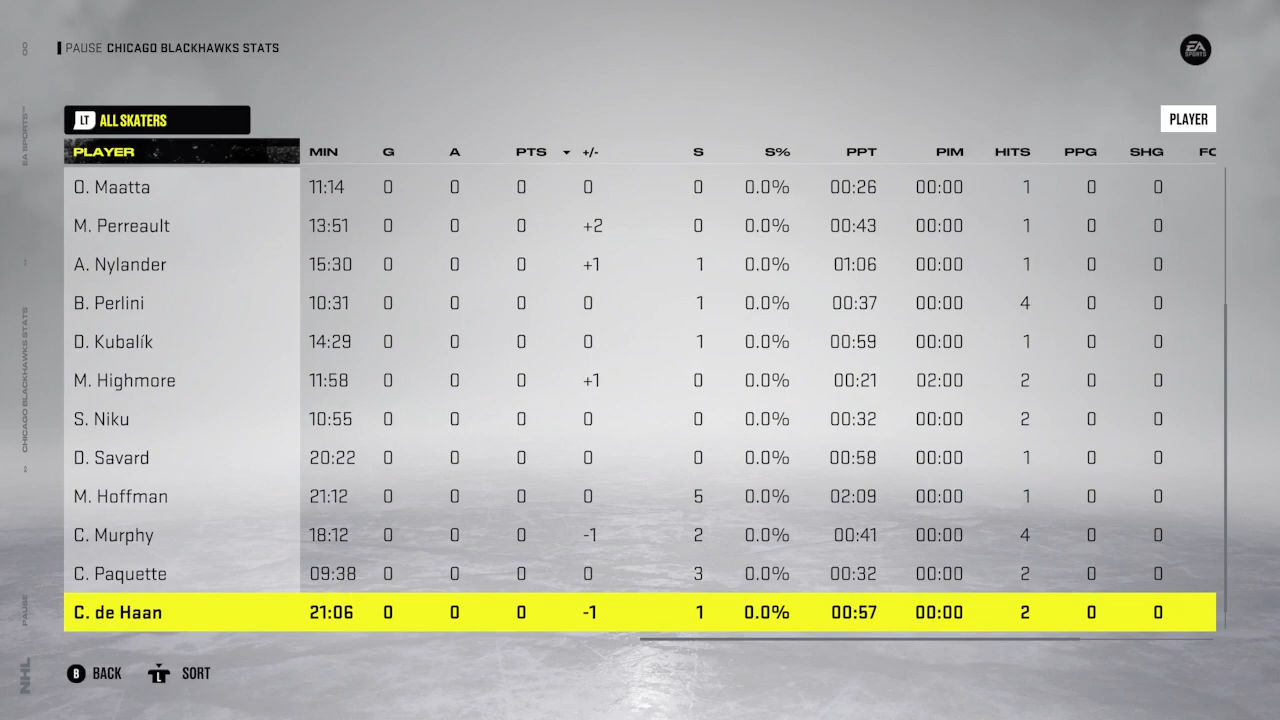 PAUSE CHICAGO BLACKHAWKS STATS
EA SPORTS
LT ALL SKATERS
PLAYER
PLAYER MIN G A PTS +/- S S% PPT PIM HITS PPG SHG FO
O. Maatta 11:14 0 0 0 0 0 0.0% 00:26 00:00 1 0 0
M. Perreault 13:51 0 0 0 +2 0 0.0% 00:43 00:00 1 0 0
A. Nylander 15:30 0 0 0 +1 1 0.0% 01:06 00:00 1 0 0
B. Perlini 10:31 0 0 0 0 1 0.0% 00:37 00:00 4 0 0
D. Kubalík 14:29 0 0 0 0 1 0.0% 00:59 00:00 1 0 0
M. Highmore 11:58 0 0 0 +1 0 0.0% 00:21 02:00 2 0 0
S. Niku 10:55 0 0 0 0 0 0.0% 00:32 00:00 2 0 0
D. Savard 20:22 0 0 0 0 0 0.0% 00:58 00:00 1 0 0
M. Hoffman 21:12 0 0 0 0 5 0.0% 02:09 00:00 1 0 0
C. Murphy 18:12 0 0 0 -1 2 0.0% 00:41 00:00 4 0 0
C. Paquette 09:38 0 0 0 0 3 0.0% 00:32 00:00 2 0 0
C. de Haan 21:06 0 0 0 -1 1 0.0% 00:57 00:00 2 0 0
B BACK L SORT
NHL PAUSE >> CHICAGO BLACKHAWKS STATS >> EA SPORTS™